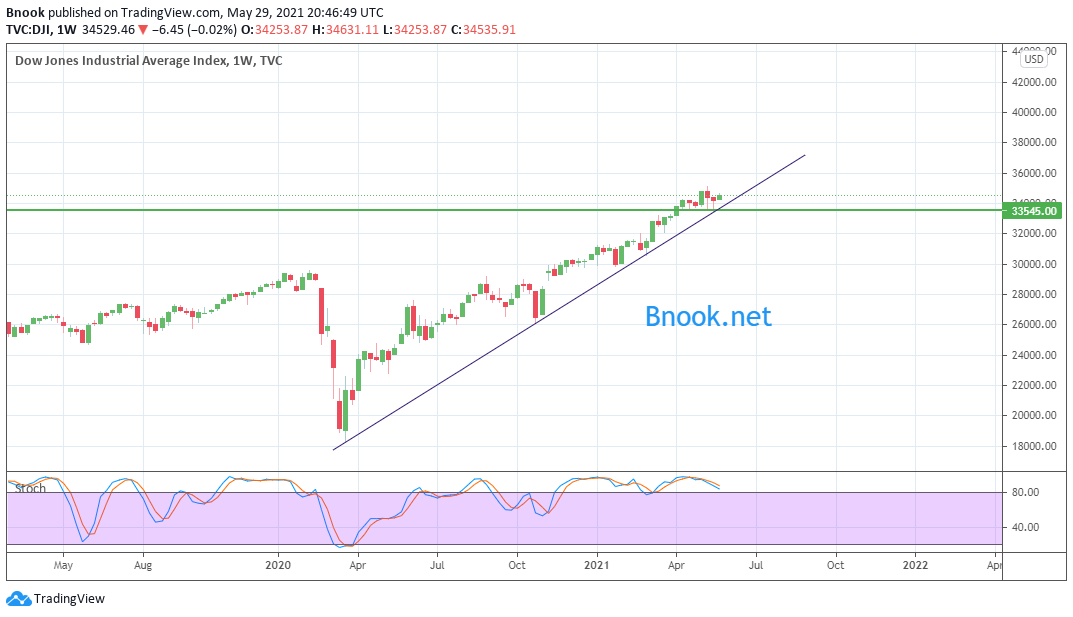 Bnook published on TradingView.com, May 29, 2021 20:46:49 UTC
TVC:DJI, 1W 34529.46 ▼ −6.45 (−0.02%) O:34253.87 H:34631.11 L:34253.87 C:34535.91
Dow Jones Industrial Average Index, 1W, TVC
USD
42000.00
40000.00
38000.00
36000.00
33545.00
32000.00
30000.00
28000.00
Bnook.net
26000.00
24000.00
22000.00
20000.00
18000.00
Stoch
80.00
40.00
May Aug 2020 Apr Jul Oct 2021 Apr Jul Oct 2022 Apr
TradingView